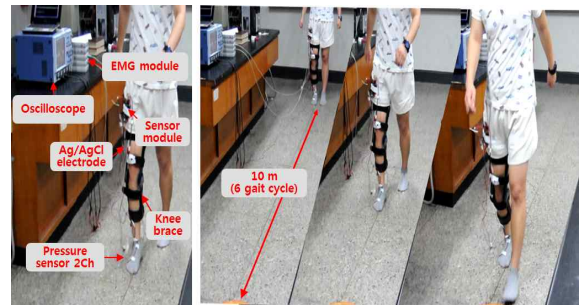 EMG module
Oscilloscope
Sensor
module
Ag/AgCl
electrode
Knee
brace
Pressure
sensor 2Ch
10 m
(6 gait cycle)